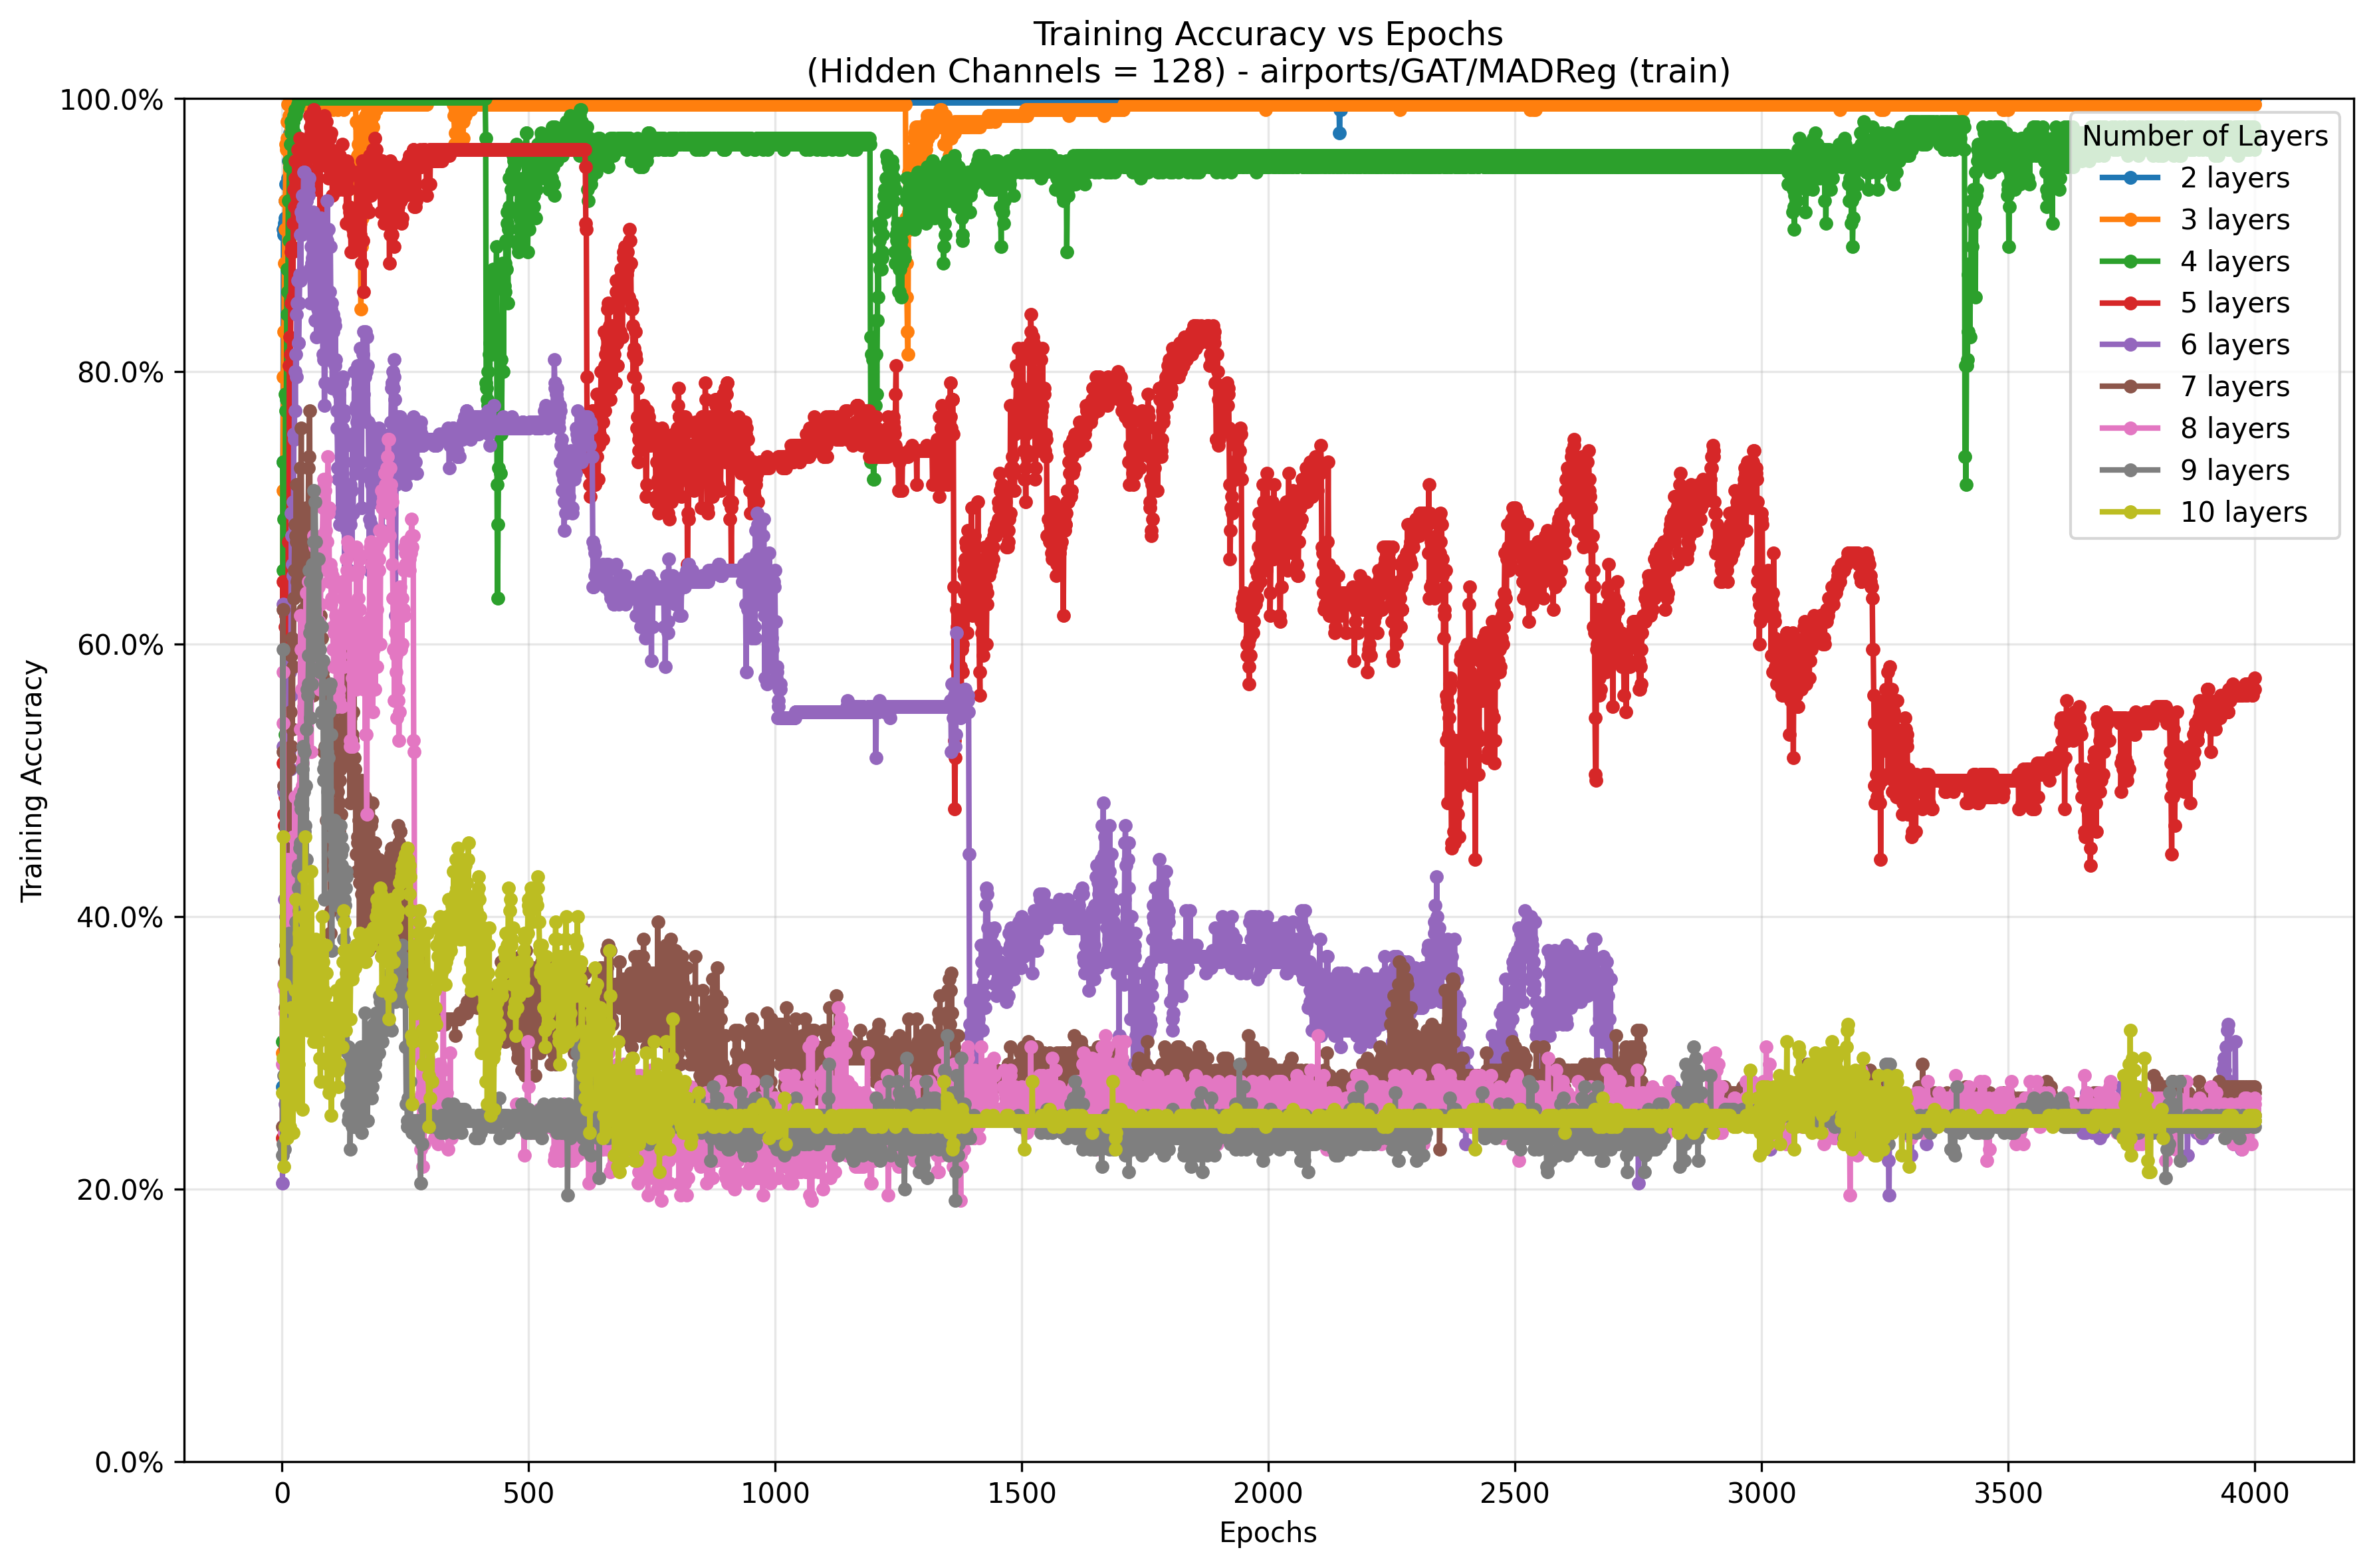 Training Accuracy vs Epochs
(Hidden Channels = 128) - airports/GAT/MADReg (train)
100.0%
80.0%
60.0%
40.0%
20.0%
0.0%
Training Accuracy
Number of Layers
2 layers
3 layers
4 layers
5 layers
6 layers
7 layers
8 layers
9 layers
10 layers
0 500 1000 1500 2000 2500 3000 3500 4000
Epochs